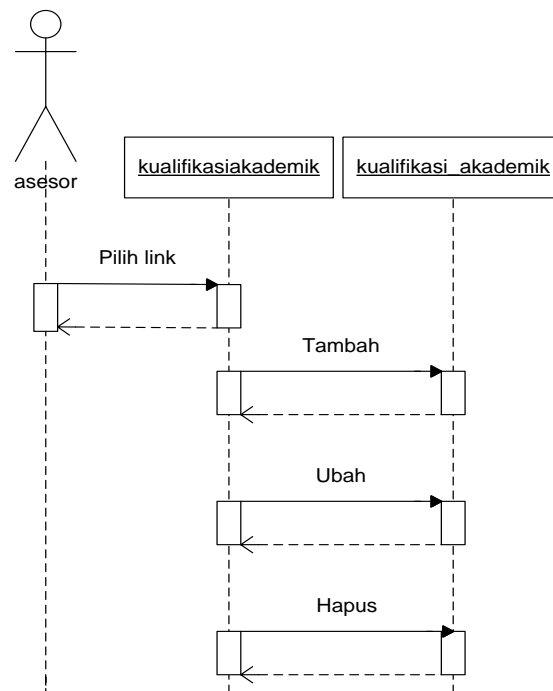 asesor
kualifikasiakademik
kualifikasi_akademik
Pilih link
Tambah
Ubah
Hapus